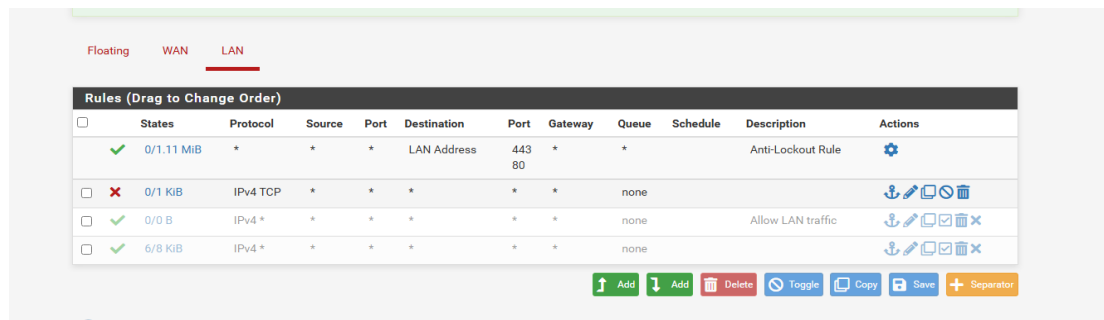 Floating WAN LAN
Rules (Drag to Change Order)
States Protocol Source Port Destination Port Gateway Queue Schedule Description Actions
0/1.11 MiB * * * LAN Address 443 * * Anti-Lockout Rule
80
0/1 KiB IPv4 TCP * * * * * none
0/0 B IPv4 * * * * * * none Allow LAN traffic
6/8 KiB IPv4 * * * * * * none
Add Add Delete Toggle Copy Save Separator